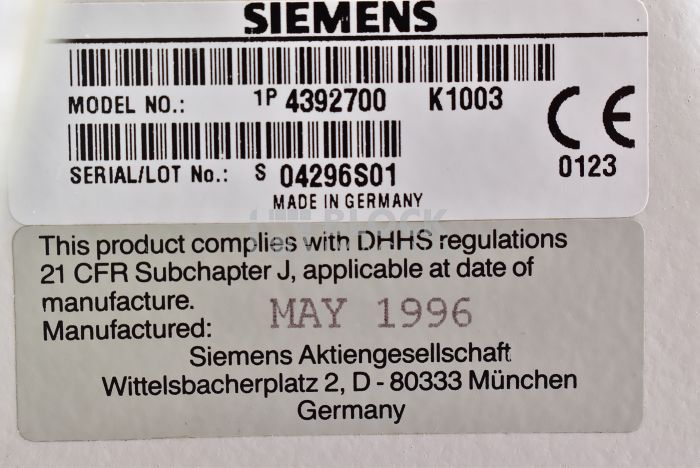 SIEMENS
MODEL NO.: 1P 4392700 K1003
SERIAL/LOT No.: S 04296S01
CE
0123
MADE IN GERMANY
BLOCK
This product complies with DHHS regulations
21 CFR Subchapter J, applicable at date of
manufacture.
Manufactured: MAY 1996
Siemens Aktiengesellschaft
Wittelsbacherplatz 2, D - 80333 München
Germany